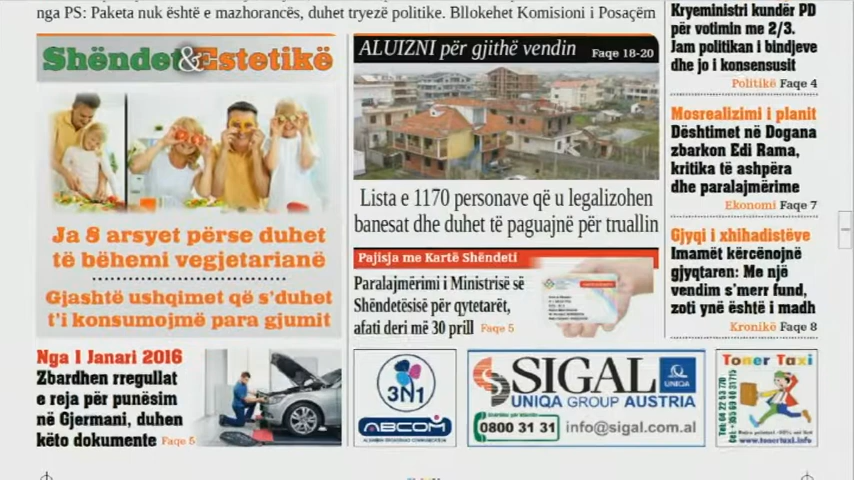 nga PS: Paketa nuk është e mazhorancës, duhet tryezë politike. Bllokehet Komisioni i Posaçëm
Shëndet&Estetikë
Ja 8 arsyet përse duhet
të bëhemi vegjetarianë
Gjashtë ushqimet që s'duhet
t'i konsumojmë para gjumit
Nga 1 Janari 2016
Zbardhen rregullat
e reja për punësim
në Gjermani, duhen
këto dokumente Faqe 5
ALUIZNI për gjithë vendin Faqe 18-20
Lista e 1170 personave që u legalizohen
banesat dhe duhet të paguajnë për truallin
Pajisja me Kartë Shëndeti
Paralajmërimi i Ministrisë së
Shëndetësisë për qytetarët,
afati deri më 30 prill Faqe 5
3N1
ABCOM
SIGAL
UNIQA GROUP AUSTRIA
UNIQA
0800 31 31
info@sigal.com.al
Kryeministri kundër PD
për votimin me 2/3.
Jam politikan i bindjeve
dhe jo i konsensusit
Politikë Faqe 4
Mosrealizimi i planit
Dështimet në Dogana
zbarkon Edi Rama,
kritika të ashpëra
dhe paralajmërime
Ekonomi Faqe 7
Gjyqi i xhihadistëve
Imamët kërcënojnë
gjyqtaren: Me një
vendim s'merr fund,
zoti ynë është i madh
Kronikë Faqe 8
Toner Taxi
www.tonertaxi.info